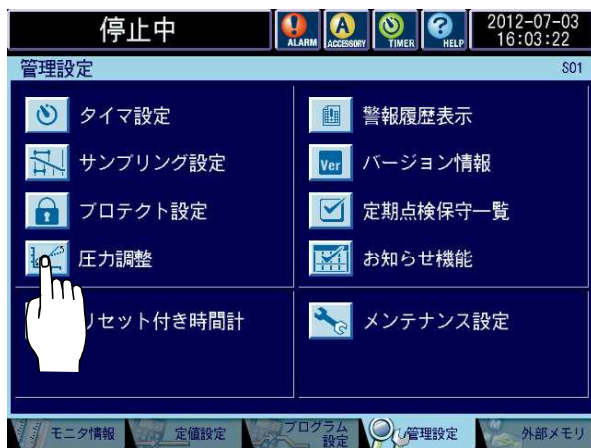 停止中
ALARM
ACCESSORY
TIMER
HELP
2012-07-03
16:03:22
管理設定
S01
タイマ設定
サンプリング設定
プロテクト設定
圧力調整
リセット付き時間計
警報履歴表示
Ver バージョン情報
定期点検保守一覧
お知らせ機能
メンテナンス設定
モニタ情報
定値設定
プログラム
設定
管理設定
外部メモリ